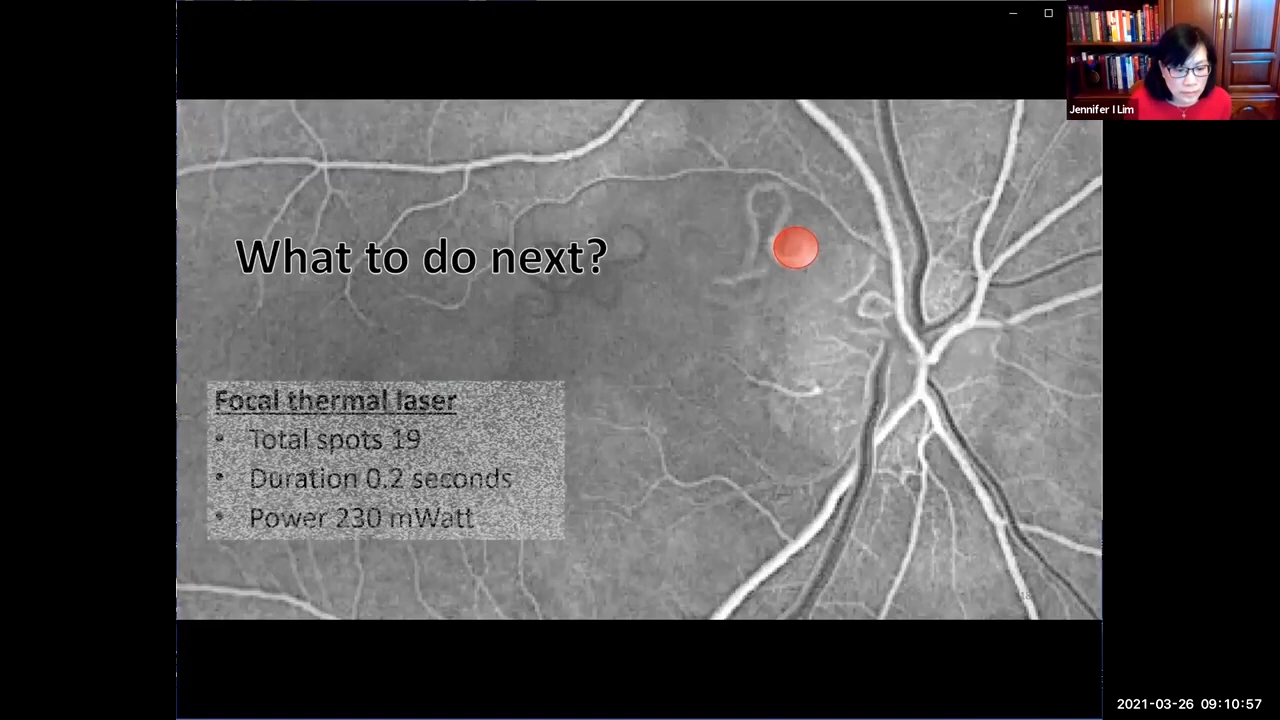 Jennifer I Lim
What to do next?
Focal thermal laser
• Total spots 19
• Duration 0.2 seconds
• Power 230 mWatt
2021-03-26 09:10:57